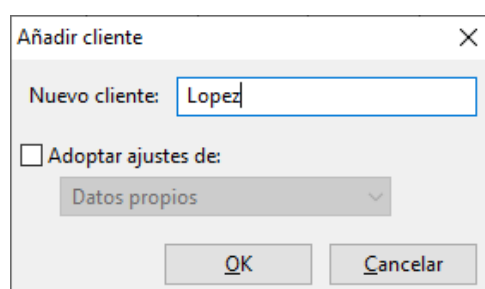 Añadir cliente
Nuevo cliente: Lopez
Adoptar ajustes de:
Datos propios
OK Cancelar